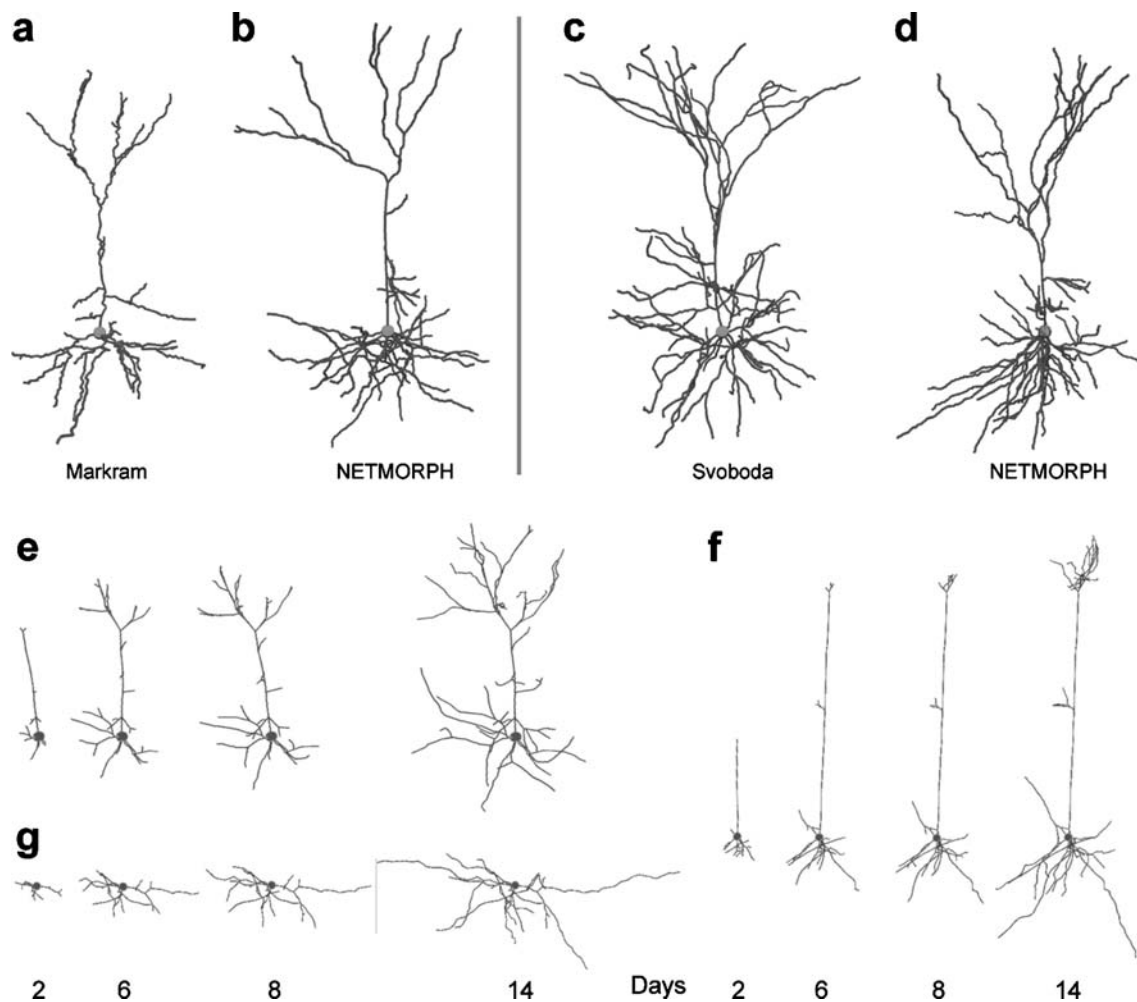 a b c d
Markram NETMORPH Svoboda NETMORPH
e f
g
2 6 8 14 Days 2 6 8 14